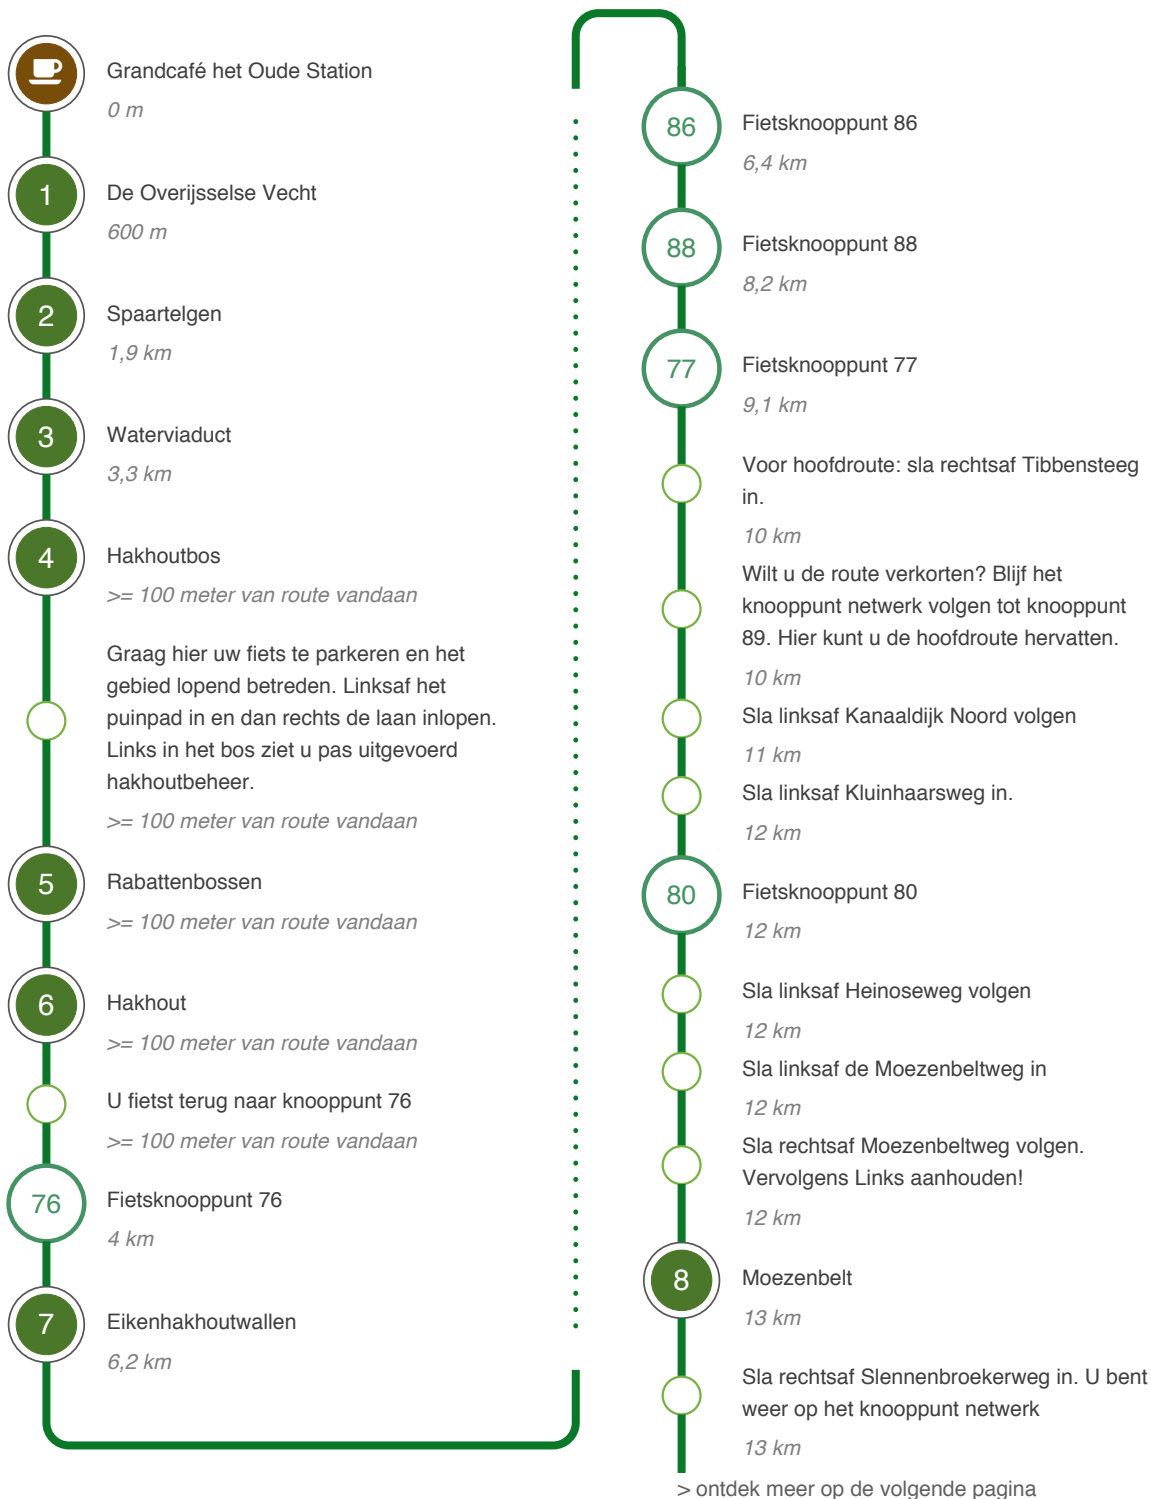 Grandcafé het Oude Station
0 m
1
De Overijsselse Vecht
600 m
2
Spaartelgen
1,9 km
3
Waterviaduct
3,3 km
4
Hakhoutbos
>= 100 meter van route vandaan
Graag hier uw fiets te parkeren en het
gebied lopend betreden. Linksaf het
puinpad in en dan rechts de laan inlopen.
Links in het bos ziet u pas uitgevoerd
hakhoutbeheer.
>= 100 meter van route vandaan
5
Rabattenbossen
>= 100 meter van route vandaan
6
Hakhout
>= 100 meter van route vandaan
U fietst terug naar knooppunt 76
>= 100 meter van route vandaan
76
Fietsknooppunt 76
4 km
7
Eikenhakhoutwallen
6,2 km
86
Fietsknooppunt 86
6,4 km
88
Fietsknooppunt 88
8,2 km
77
Fietsknooppunt 77
9,1 km
Voor hoofdroute: sla rechtsaf Tibbensteeg
in.
10 km
Wilt u de route verkorten? Blijf het
knooppunt netwerk volgen tot knooppunt
89. Hier kunt u de hoofdroute hervatten.
10 km
Sla linksaf Kanaaldijk Noord volgen
11 km
Sla linksaf Kluinhaarsweg in.
12 km
80
Fietsknooppunt 80
12 km
Sla linksaf Heinoseweg volgen
12 km
Sla linksaf de Moezenbeltweg in
12 km
Sla rechtsaf Moezenbeltweg volgen.
Vervolgens Links aanhouden!
12 km
8
Moezenbelt
13 km
Sla rechtsaf Slennenbroekerweg in. U bent
weer op het knooppunt netwerk
13 km
> ontdek meer op de volgende pagina